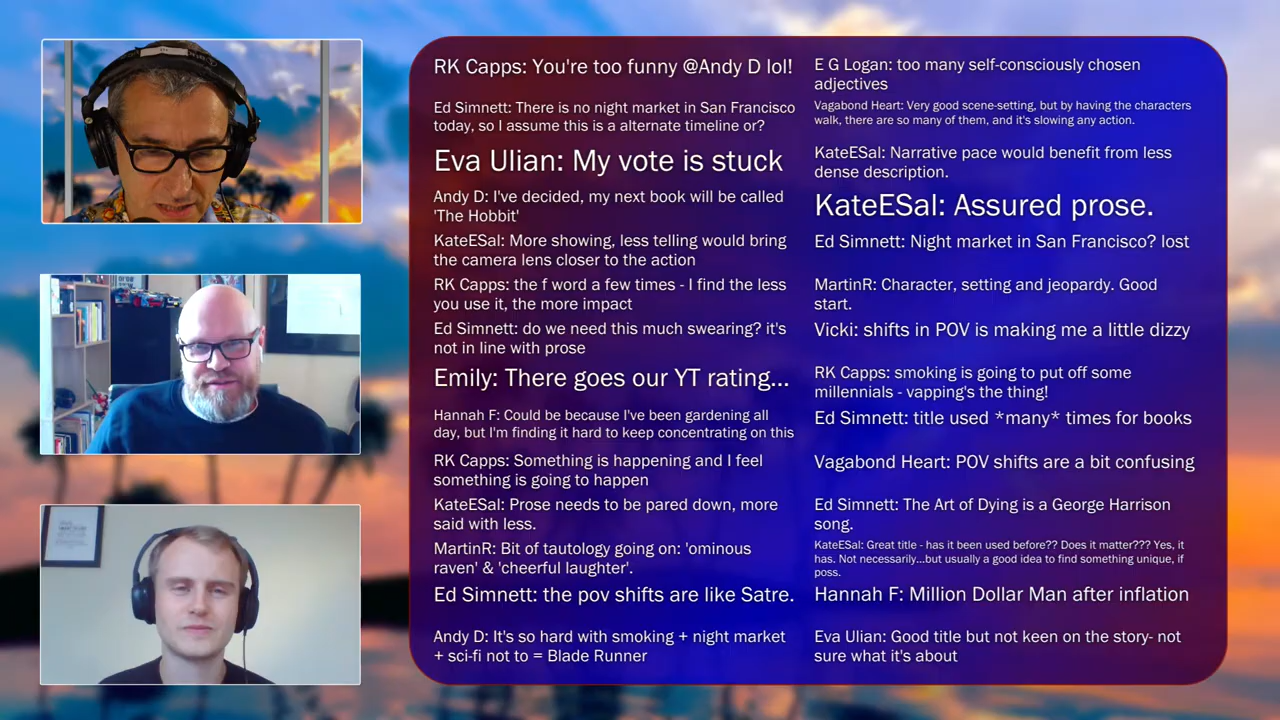 RK Capps: You're too funny @Andy D lol!
Ed Simnett: There is no night market in San Francisco
today, so I assume this is a alternate timeline or?
Eva Ulian: My vote is stuck
Andy D: I've decided, my next book will be called
'The Hobbit'
KateESal: More showing, less telling would bring
the camera lens closer to the action
RK Capps: the f word a few times - I find the less
you use it, the more impact
Ed Simnett: do we need this much swearing? it's
not in line with prose
Emily: There goes our YT rating...
Hannah F: Could be because I've been gardening all
day, but I'm finding it hard to keep concentrating on this
RK Capps: Something is happening and I feel
something is going to happen
KateESal: Prose needs to be pared down, more
said with less.
MartinR: Bit of tautology going on: 'ominous
raven' & 'cheerful laughter'.
Ed Simnett: the pov shifts are like Satre.
Andy D: It's so hard with smoking + night market
+ sci-fi not to = Blade Runner
E G Logan: too many self-consciously chosen
adjectives
Vagabond Heart: Very good scene-setting, but by having the characters
walk, there are so many of them, and it's slowing any action.
KateESal: Narrative pace would benefit from less
dense description.
KateESal: Assured prose.
Ed Simnett: Night market in San Francisco? lost
MartinR: Character, setting and jeopardy. Good
start.
Vicki: shifts in POV is making me a little dizzy
RK Capps: smoking is going to put off some
millennials - vapping's the thing!
Ed Simnett: title used *many* times for books
Vagabond Heart: POV shifts are a bit confusing
Ed Simnett: The Art of Dying is a George Harrison
song.
KateESal: Great title - has it been used before?? Does it matter??? Yes, it
has. Not necessarily...but usually a good idea to find something unique, if
poss.
Hannah F: Million Dollar Man after inflation
Eva Ulian: Good title but not keen on the story- not
sure what it's about